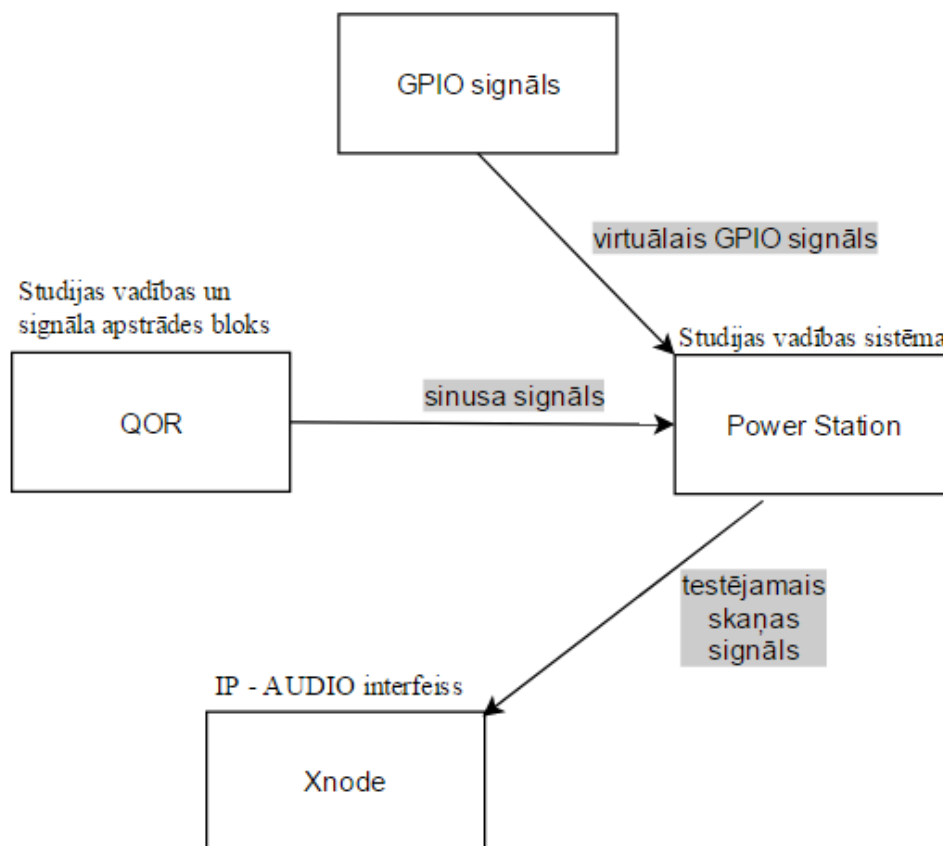 GPIO signāls
virtuālais GPIO signāls
Studijas vadības un
signāla apstrādes bloks
QOR
sinusa signāls
Studijas vadības sistēma
Power Station
testējamais
skaņas
signāls
IP - AUDIO interfeiss
Xnode